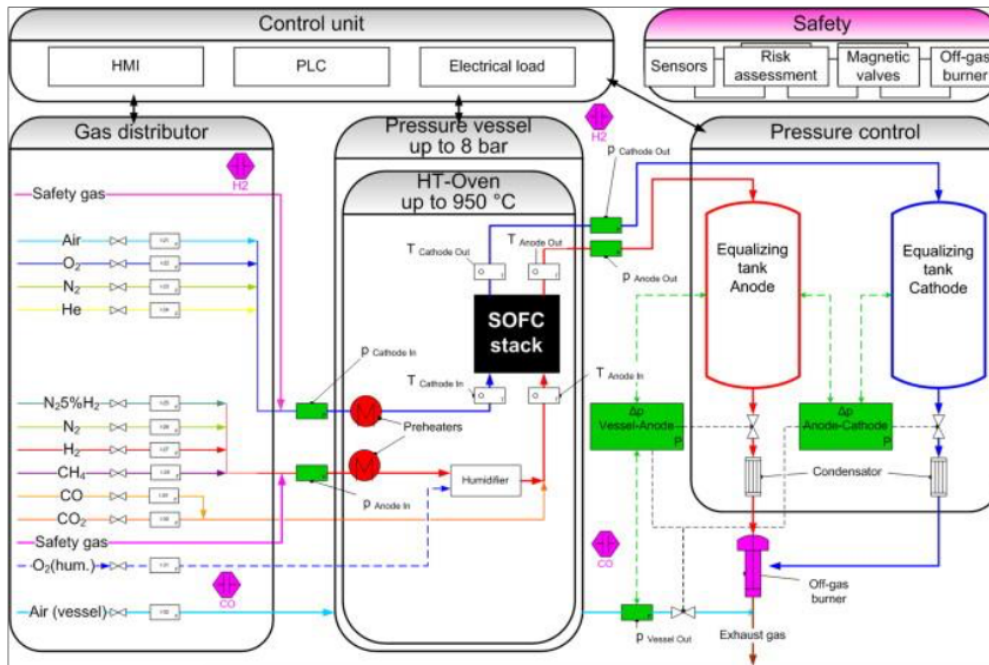 Control unit
HMI
PLC
Electrical load
Safety
Sensors
Risk
assessment
Magnetic
valves
Off-gas
burner
Gas distributor
H2
Safety gas
Air
O2
N2
He
N25%H2
N2
H2
CH4
CO
CO2
Safety gas
O2(hum.)
CO
Air (vessel)
Pressure vessel
up to 8 bar
HT-Oven
up to 950 °C
T Cathode Out
T Anode Out
SOFC
stack
p Cathode In
T Cathode In
T Anode In
Preheaters
Humidifier
p Anode In
H2
p Cathode Out
p Anode Out
Pressure control
Equalizing
tank
Anode
Equalizing
tank
Cathode
Δp
Vessel-Anode
P
Δp
Anode-Cathode
P
Condensator
CO
Off-gas
burner
p Vessel Out
Exhaust gas